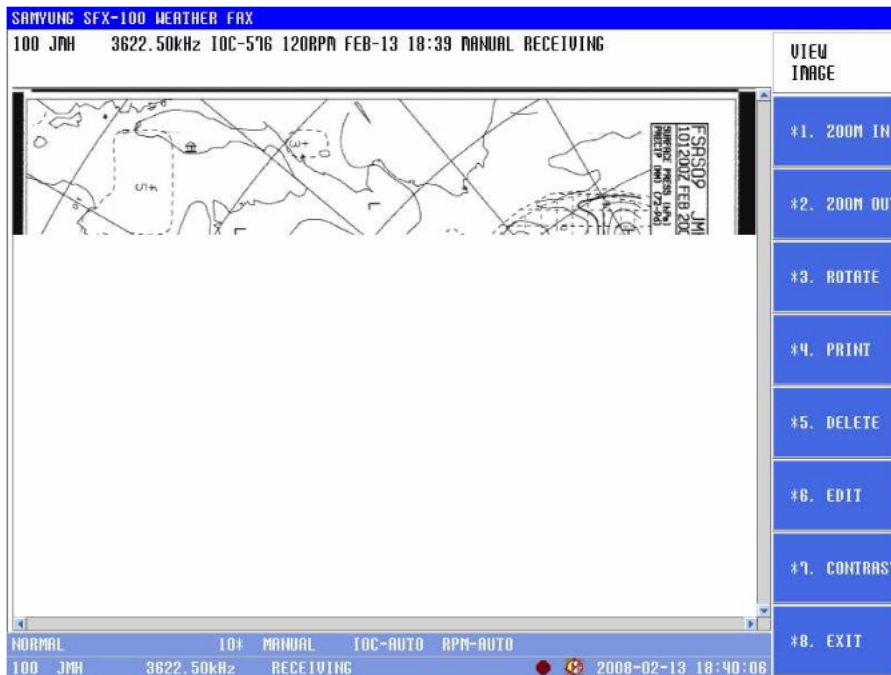 SAMYUNG SFX-100 WEATHER FAX
100 JMH 3622.50kHz IOC-576 120RPM FEB-13 18:39 MANUAL RECEIVING
VIEW
IMAGE
*1. ZOOM IN
*2. ZOOM OU
*3. ROTATE
*4. PRINT
*5. DELETE
*6. EDIT
*7. CONTRAS
*8. EXIT
FSAS09 JM
101200Z FEB 200
SURFACE PRESS (hPa)
PRECIP (MM) (72-96)
L
L
NORMAL 10* MANUAL IOC-AUTO RPM-AUTO
100 JMH 3622.50kHz RECEIVING 2008-02-13 18:40:06